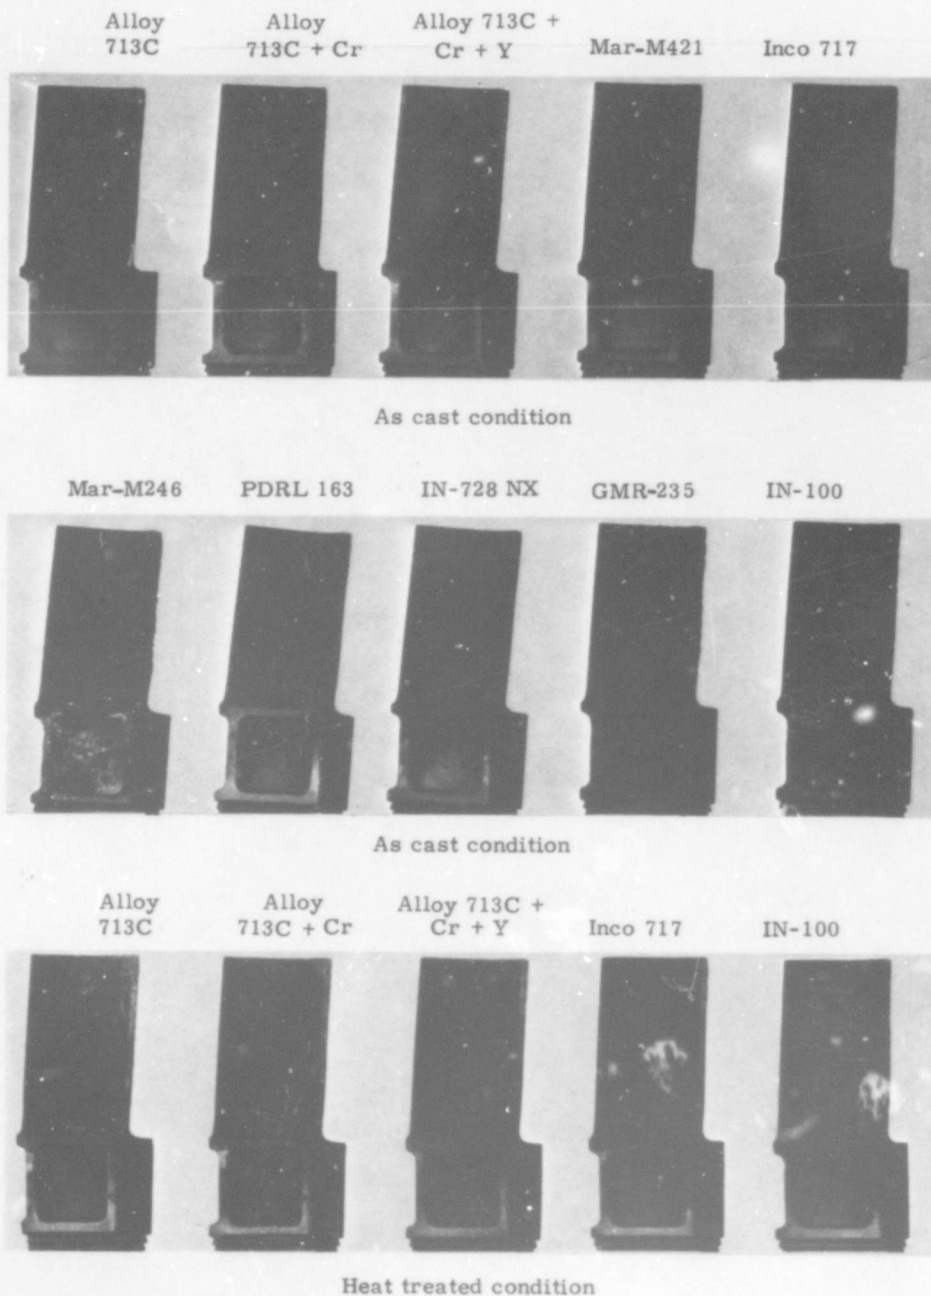 Alloy 713C
Alloy 713C + Cr
Alloy 713C + Cr + Y
Mar-M421
Inco 717
As cast condition
Mar-M246
PDRL 163
IN-728 NX
GMR-235
IN-100
As cast condition
Alloy 713C
Alloy 713C + Cr
Alloy 713C + Cr + Y
Inco 717
IN-100
Heat treated condition